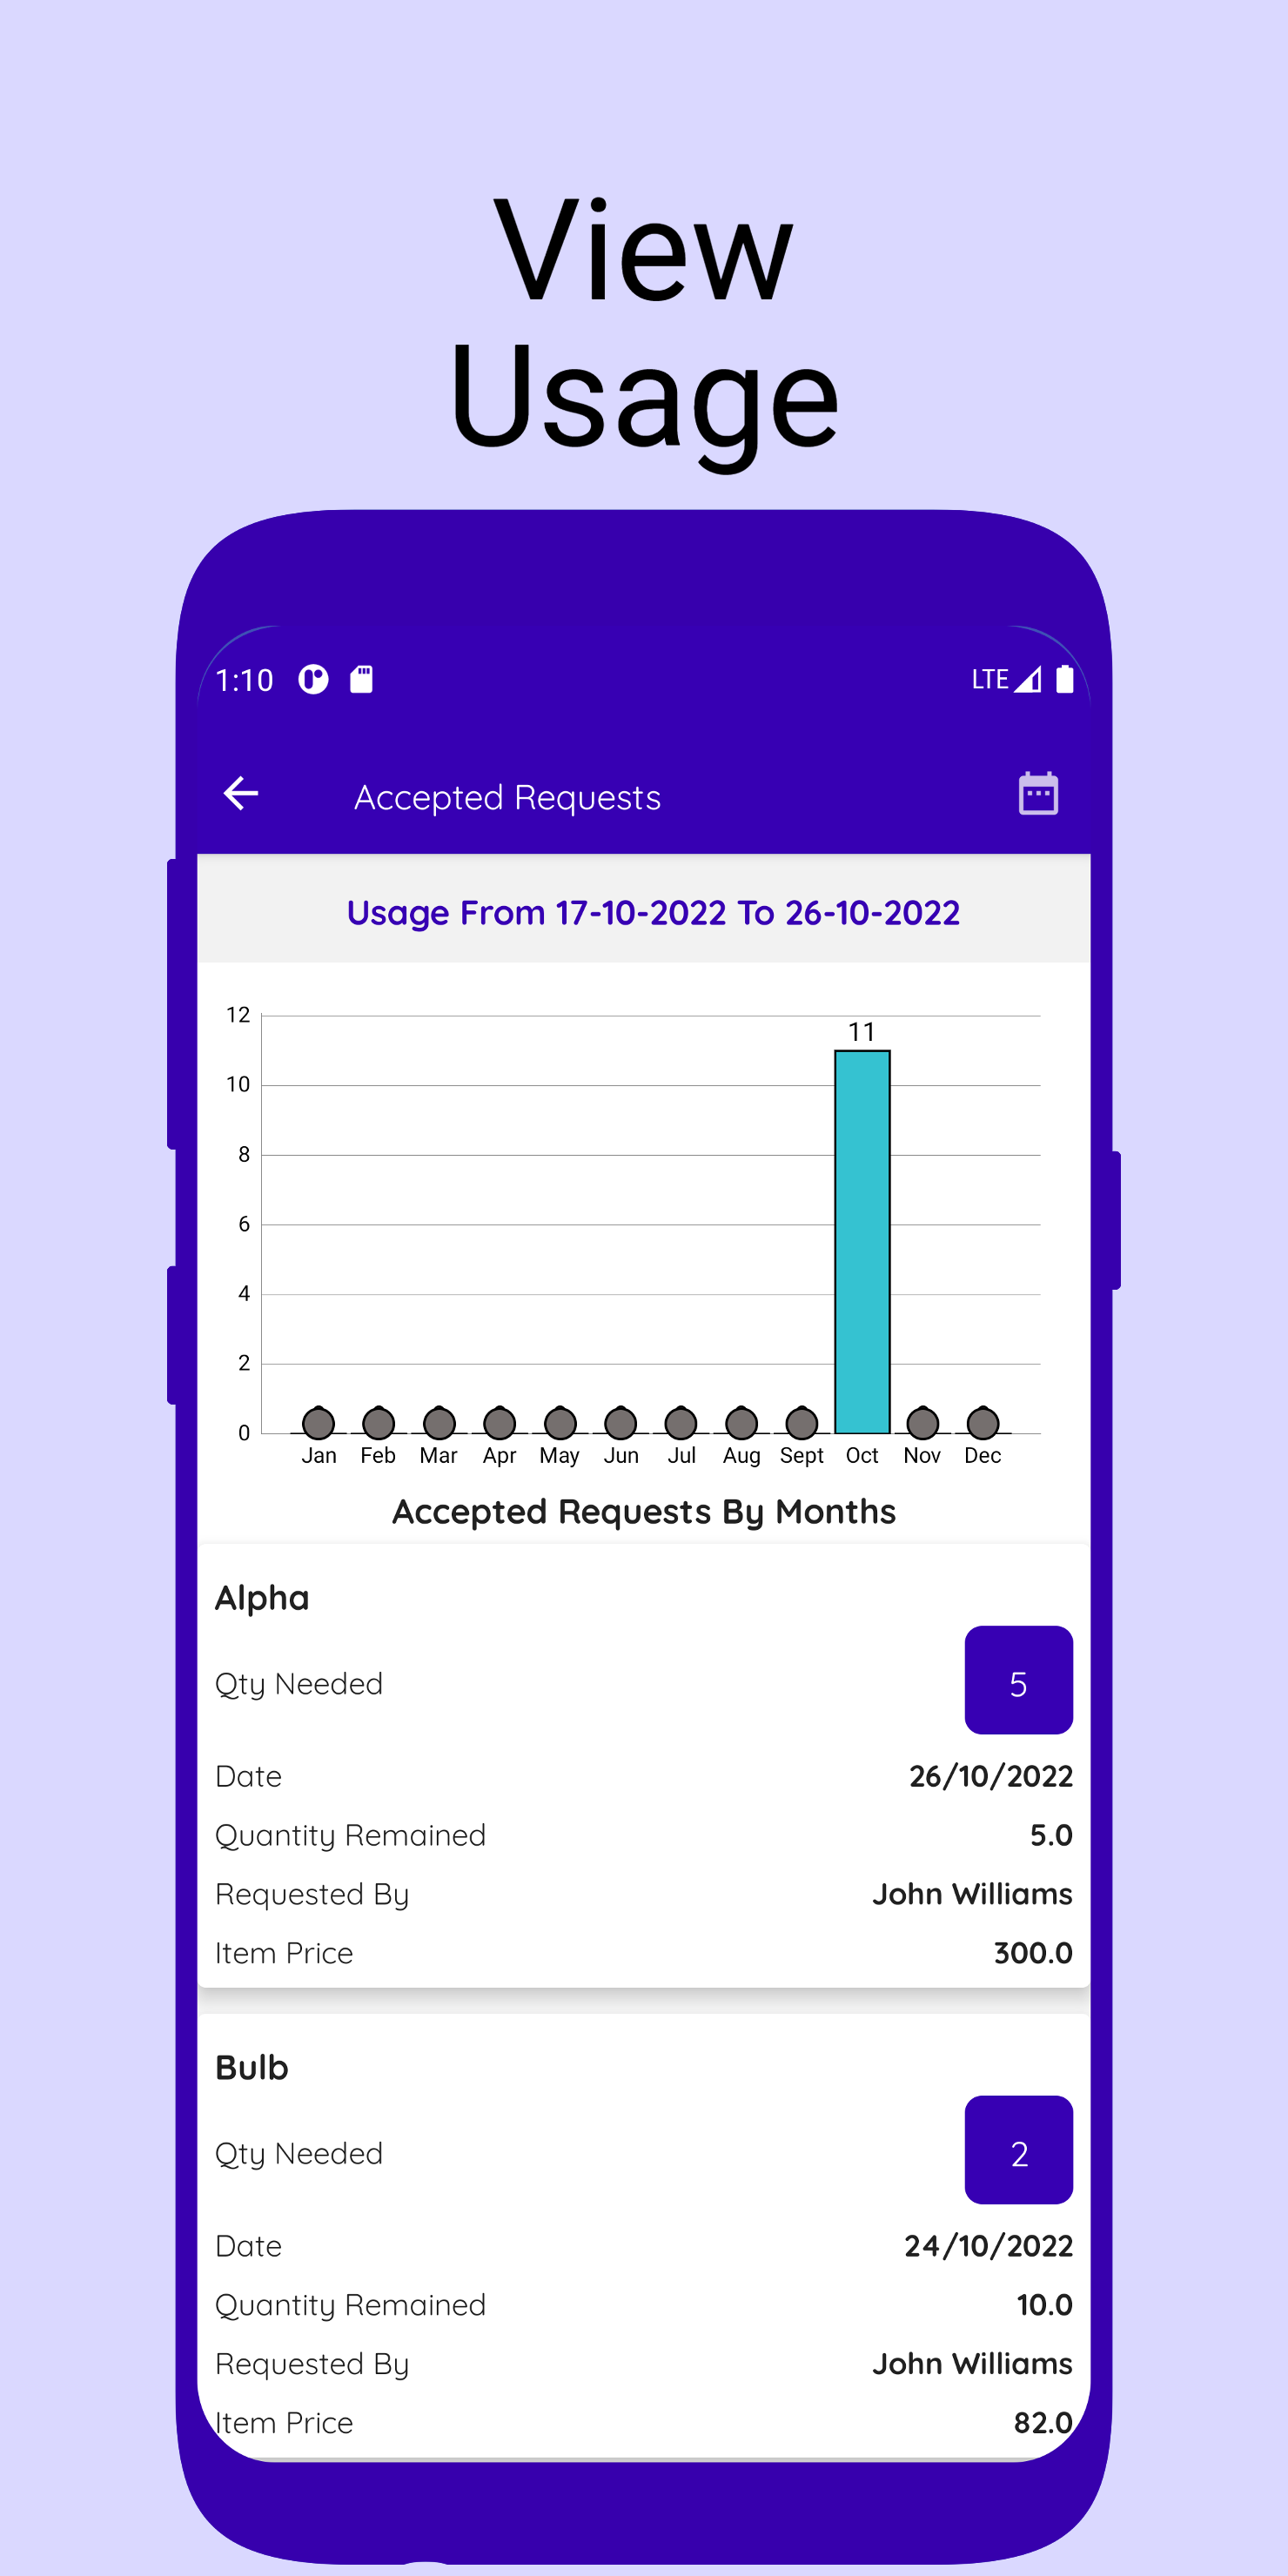 View
Usage
1:10 LTE
Accepted Requests
Usage From 17-10-2022 To 26-10-2022
12
11
10
8
6
4
2
0
Jan Feb Mar Apr May Jun Jul Aug Sept Oct Nov Dec
Accepted Requests By Months
Alpha
Qty Needed 5
Date 26/10/2022
Quantity Remained 5.0
Requested By John Williams
Item Price 300.0
Bulb
Qty Needed 2
Date 24/10/2022
Quantity Remained 10.0
Requested By John Williams
Item Price 82.0